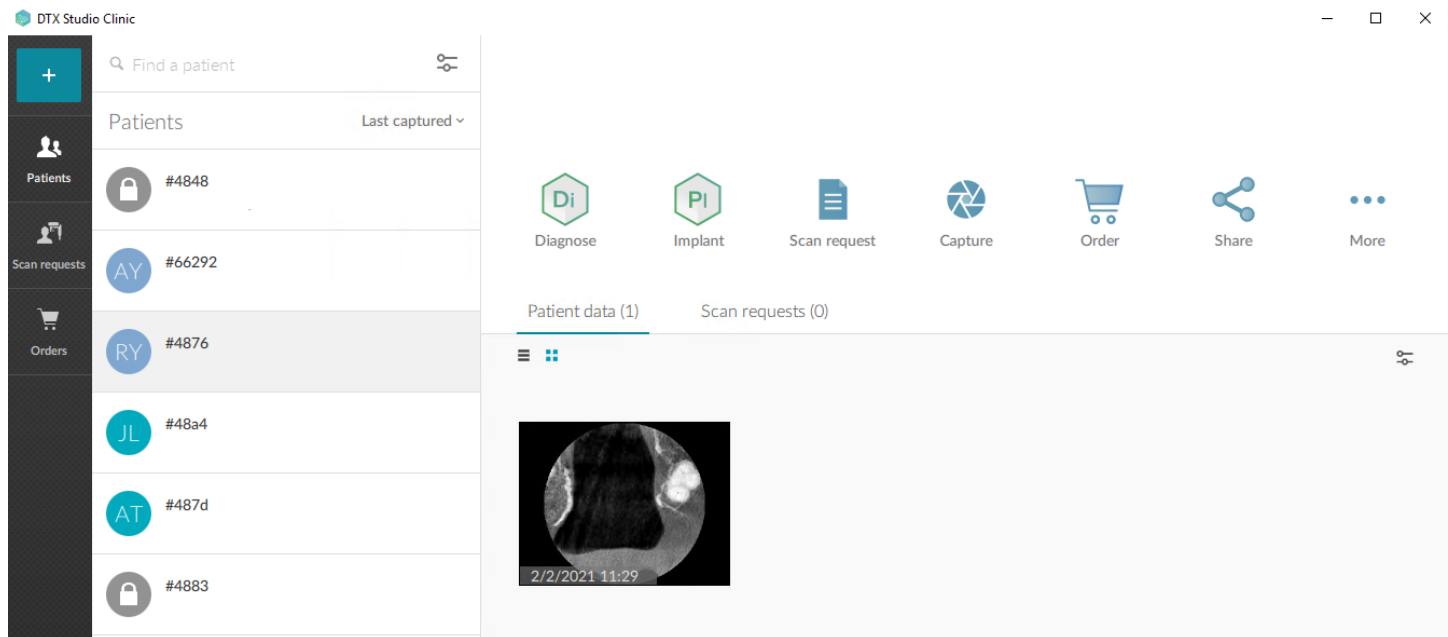 DTX Studio Clinic
+
Find a patient
Patients
Last captured
Patients
Scan requests
Orders
#4848
AY
#66292
RY
#4876
JL
#48a4
AT
#487d
#4883
Di
Diagnose
PI
Implant
Scan request
Capture
Order
Share
More
Patient data (1)
Scan requests (0)
2/2/2021 11:29